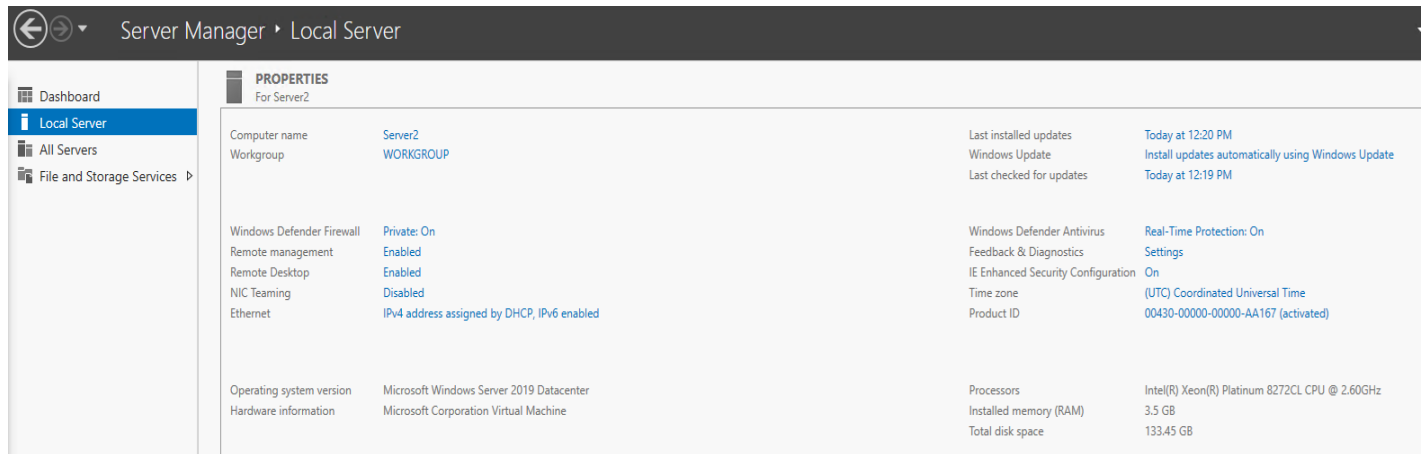 Server Manager ‣ Local Server
Dashboard
Local Server
All Servers
File and Storage Services
PROPERTIES
For Server2
Computer name Server2
Workgroup WORKGROUP
Last installed updates Today at 12:20 PM
Windows Update Install updates automatically using Windows Update
Last checked for updates Today at 12:19 PM
Windows Defender Firewall Private: On
Remote management Enabled
Remote Desktop Enabled
NIC Teaming Disabled
Ethernet IPv4 address assigned by DHCP, IPv6 enabled
Windows Defender Antivirus Real-Time Protection: On
Feedback & Diagnostics Settings
IE Enhanced Security Configuration On
Time zone (UTC) Coordinated Universal Time
Product ID 00430-00000-00000-AA167 (activated)
Operating system version Microsoft Windows Server 2019 Datacenter
Hardware information Microsoft Corporation Virtual Machine
Processors Intel(R) Xeon(R) Platinum 8272CL CPU @ 2.60GHz
Installed memory (RAM) 3.5 GB
Total disk space 133.45 GB